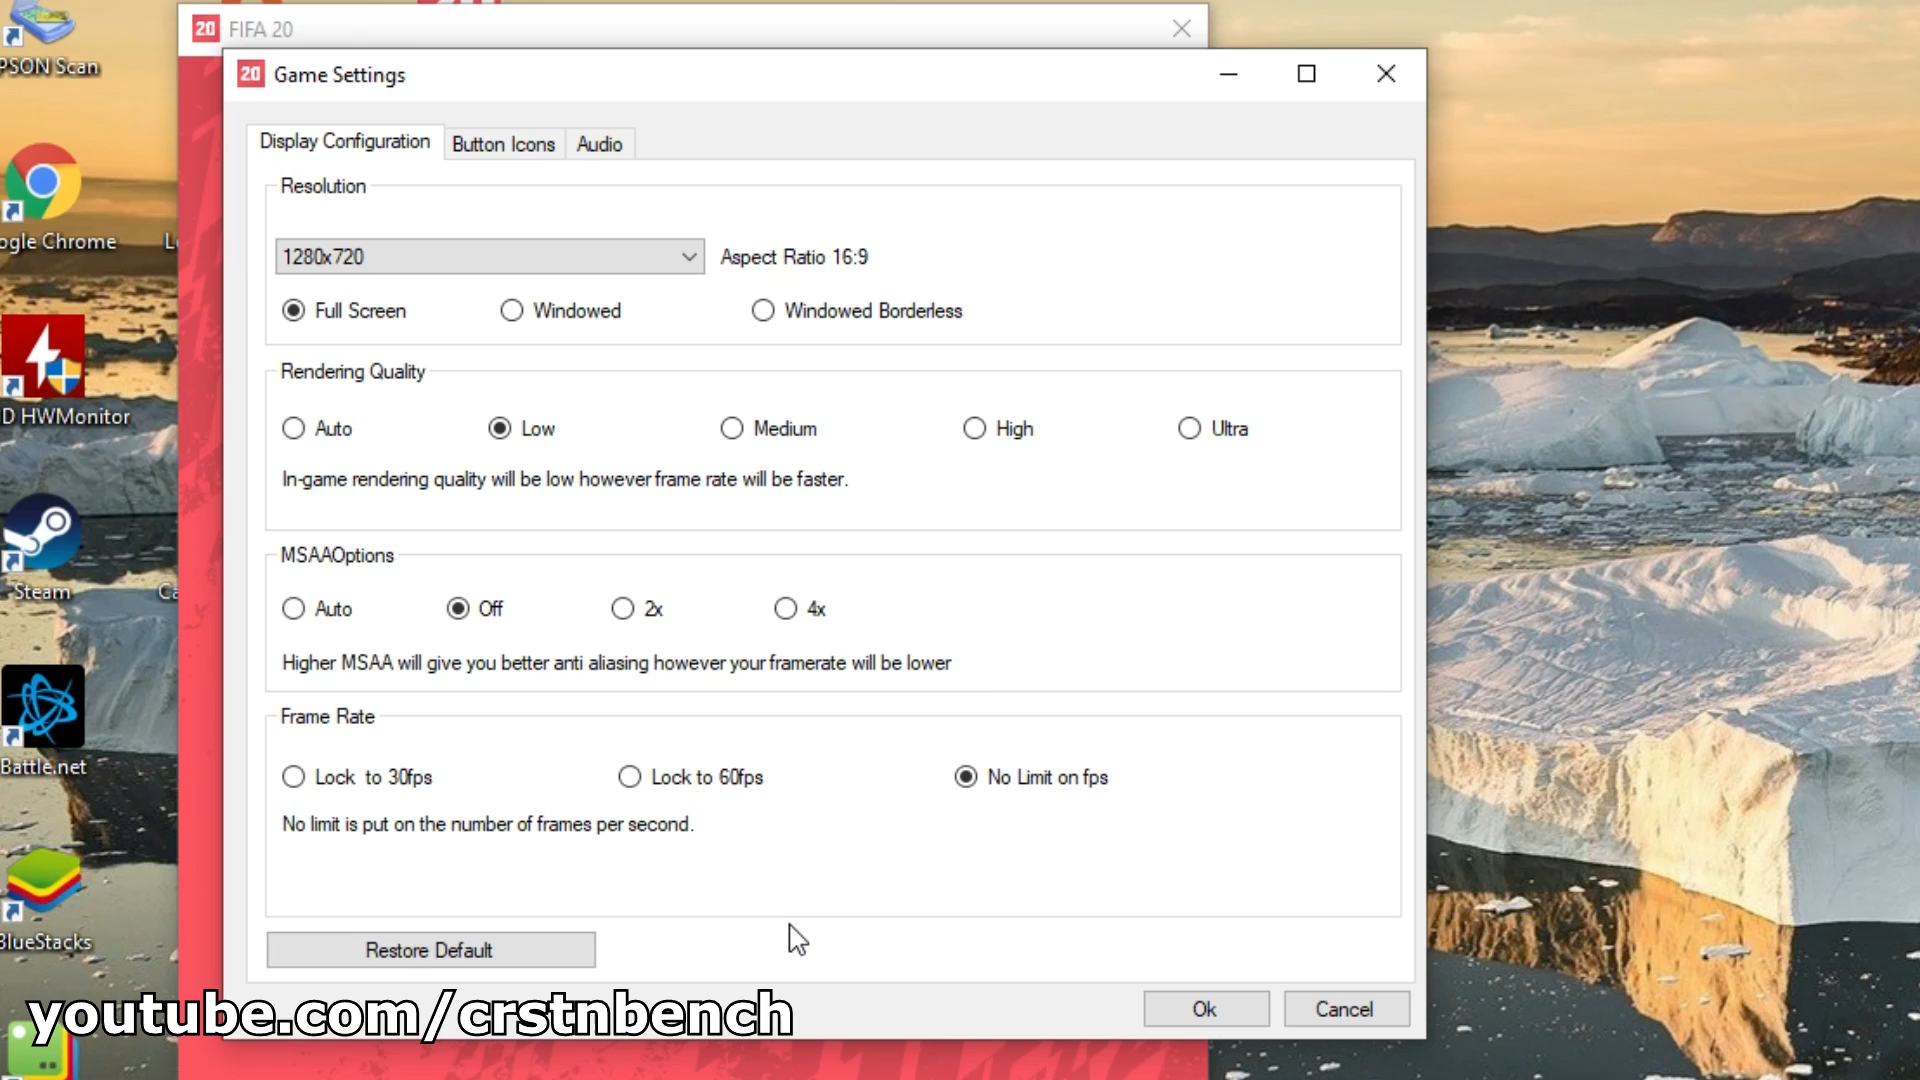 20 FIFA 20
20 Game Settings
Display Configuration Button Icons Audio
Resolution
1280x720 Aspect Ratio 16:9
Full Screen Windowed Windowed Borderless
Rendering Quality
Auto Low Medium High Ultra
In-game rendering quality will be low however frame rate will be faster.
MSAAOptions
Auto Off 2x 4x
Higher MSAA will give you better anti aliasing however your framerate will be lower
Frame Rate
Lock to 30fps Lock to 60fps No Limit on fps
No limit is put on the number of frames per second.
Restore Default
Ok Cancel
PSON Scan
ogle Chrome
D HWMonitor
Steam
Battle.net
BlueStacks
youtube.com/crstnbench